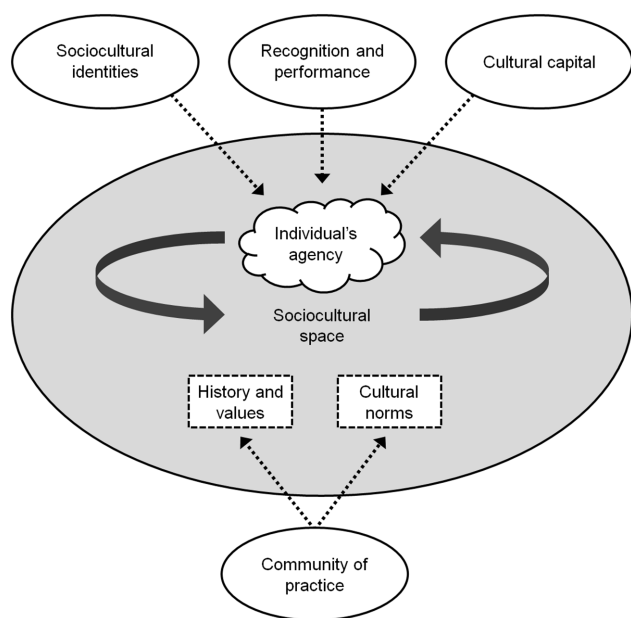 Sociocultural
identities
Recognition and
performance
Cultural capital
Individual's
agency
Sociocultural
space
History and
values
Cultural
norms
Community of
practice